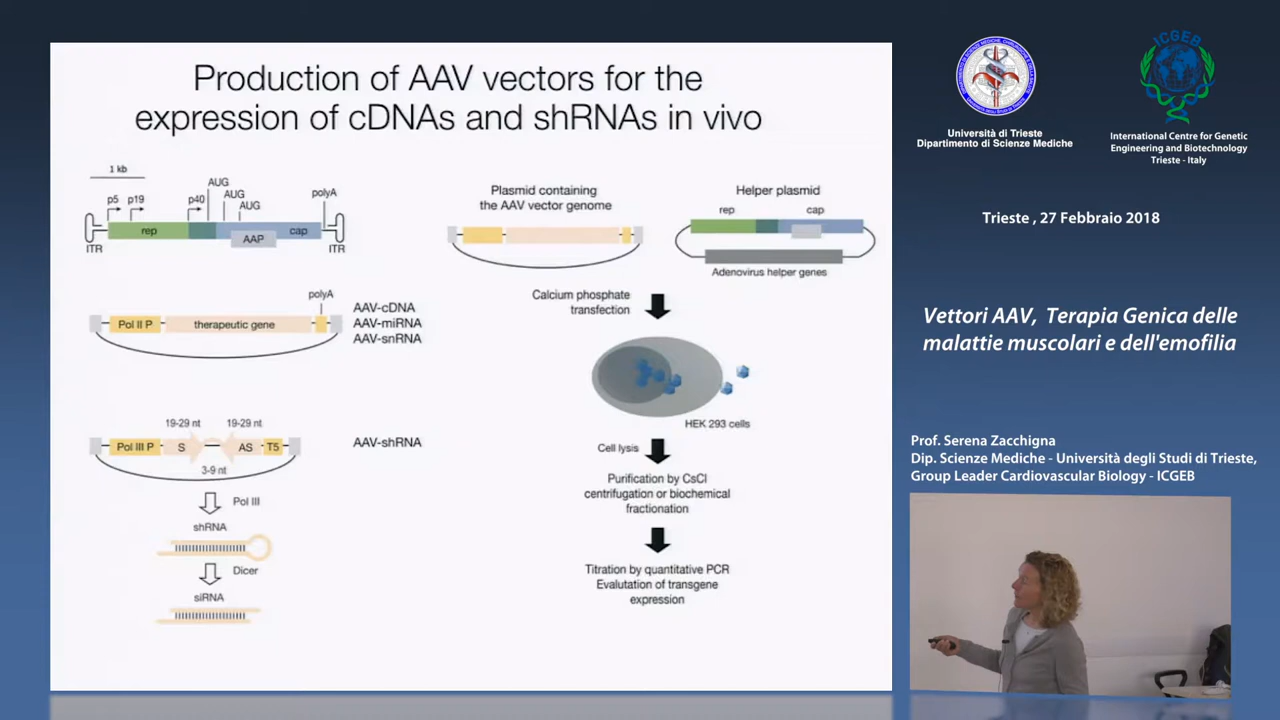 Production of AAV vectors for the
expression of cDNAs and shRNAs in vivo
1 kb
p5
p19
p40
AUG
AUG
AUG
polyA
rep
AAP
cap
ITR
ITR
polyA
Pol II P
therapeutic gene
AAV-cDNA
AAV-miRNA
AAV-snRNA
19-29 nt
19-29 nt
Pol III P
S
AS
T5
3-9 nt
AAV-shRNA
Pol III
shRNA
Dicer
siRNA
Plasmid containing
the AAV vector genome
Helper plasmid
rep
cap
Adenovirus helper genes
Calcium phosphate
transfection
HEK 293 cells
Cell lysis
Purification by CsCl
centrifugation or biochemical
fractionation
Titration by quantitative PCR
Evalutation of transgene
expression
Università di Trieste
Dipartimento di Scienze Mediche
ICGEB
International Centre for Genetic
Engineering and Biotechnology
Trieste - Italy
Trieste , 27 Febbraio 2018
Vettori AAV, Terapia Genica delle
malattie muscolari e dell'emofilia
Prof. Serena Zacchigna
Dip. Scienze Mediche - Università degli Studi di Trieste,
Group Leader Cardiovascular Biology - ICGEB